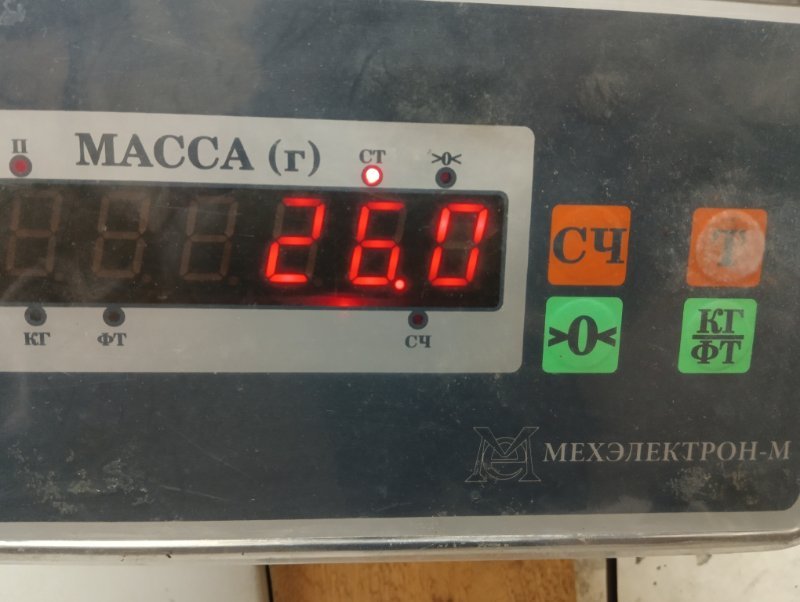 П
МАССА (г)
СТ
>0<
26.0
КГ
ФТ
СЧ
СЧ
Т
>0<
КГ
ФТ
МЕХЭЛЕКТРОН-М